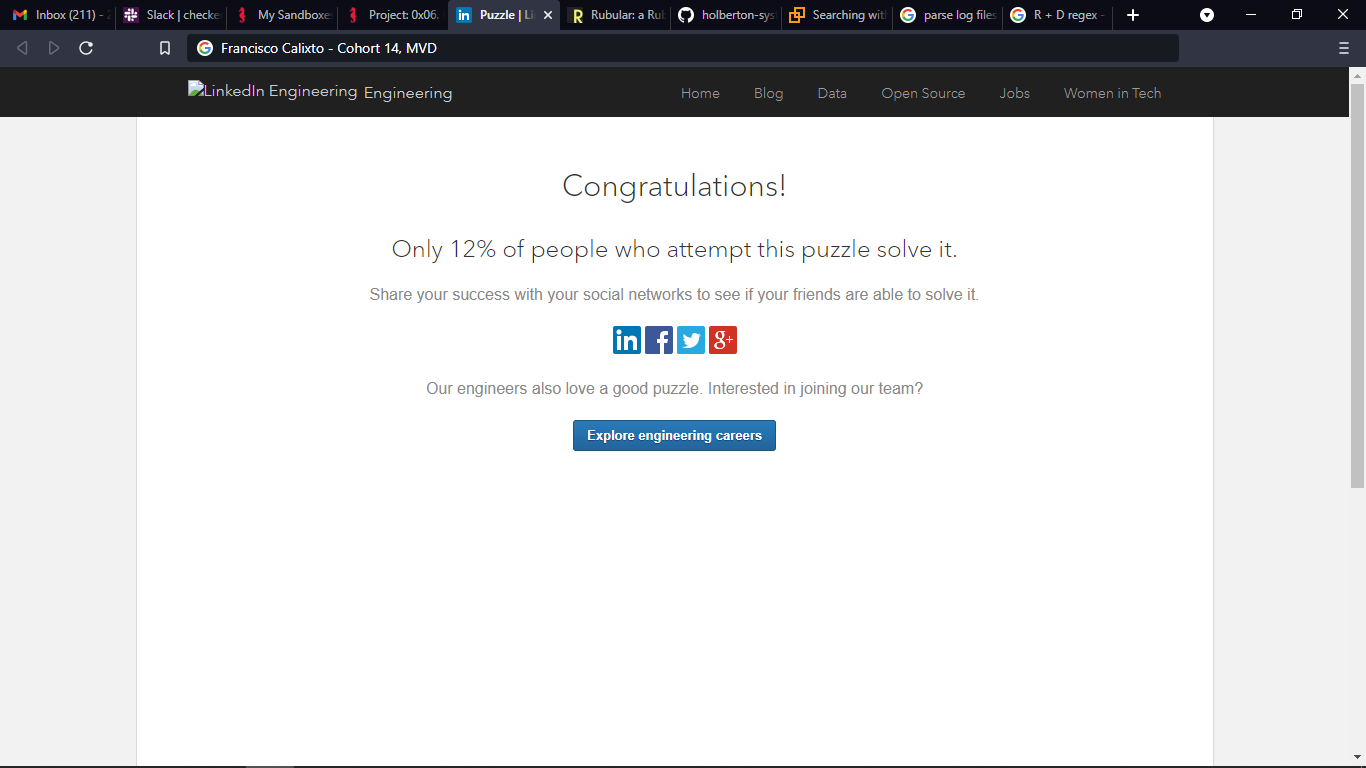 Inbox (211) -
Slack | checke
My Sandboxe
Project: 0x06.
Puzzle | Li
Rubular: a Ru
holberton-sys
Searching with
parse log files
R + D regex -
Francisco Calixto - Cohort 14, MVD
LinkedIn Engineering Engineering
Home Blog Data Open Source Jobs Women in Tech
Congratulations!
Only 12% of people who attempt this puzzle solve it.
Share your success with your social networks to see if your friends are able to solve it.
in f g+
Our engineers also love a good puzzle. Interested in joining our team?
Explore engineering careers